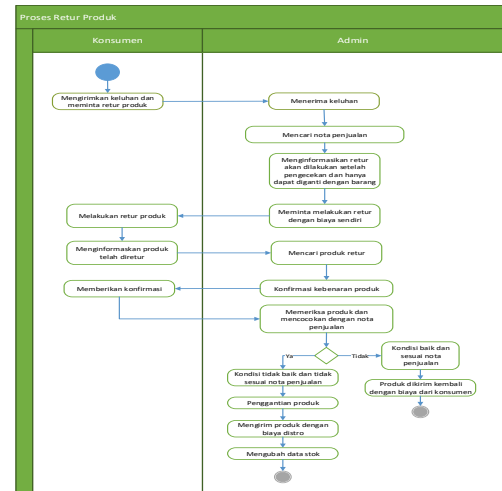 Proses Retur Produk
Konsumen
Admin
Mengirimkan keluhan dan
meminta retur produk
Menerima keluhan
Mencari nota penjualan
Menginformasikan retur
akan dilakukan setelah
pengecekan dan hanya
dapat diganti dengan barang
Melakukan retur produk
Meminta melakukan retur
dengan biaya sendiri
Menginformaskan produk
telah diretur
Mencari produk retur
Memberikan konfirmasi
Konfirmasi kebenaran produk
Memeriksa produk dan
mencocokan dengan nota
penjualan
Ya
Tidak
Kondisi baik dan
sesuai nota
penjualan
Kondisi tidak baik dan tidak
sesuai nota penjualan
Produk dikirim kembali
dengan biaya dari konsumen
Penggantian produk
Mengirim produk dengan
biaya distro
Mengubah data stok